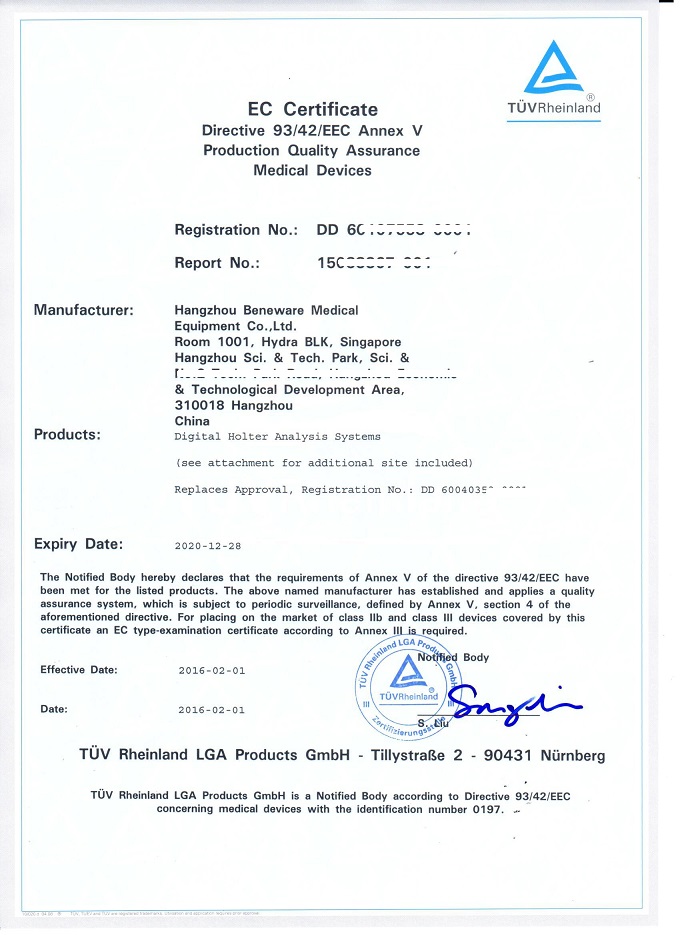 TÜVRheinland
®
EC Certificate
Directive 93/42/EEC Annex V
Production Quality Assurance
Medical Devices
Registration No.: DD
Report No.:
Manufacturer: Hangzhou Beneware Medical
Equipment Co.,Ltd.
Room 1001, Hydra BLK, Singapore
Hangzhou Sci. & Tech. Park, Sci. &
& Technological Development Area,
310018 Hangzhou
China
Products: Digital Holter Analysis Systems
(see attachment for additional site included)
Replaces Approval, Registration No.: DD
Expiry Date: 2020-12-28
The Notified Body hereby declares that the requirements of Annex V of the directive 93/42/EEC have
been met for the listed products. The above named manufacturer has established and applies a quality
assurance system, which is subject to periodic surveillance, defined by Annex V, section 4 of the
aforementioned directive. For placing on the market of class IIb and class III devices covered by this
certificate an EC type-examination certificate according to Annex III is required.
Effective Date: 2016-02-01
Notified Body
TÜV Rheinland LGA Products GmbH
TÜVRheinland
®
III III
Zertifizierungsstelle
Date: 2016-02-01
S. Liu
TÜV Rheinland LGA Products GmbH - Tillystraße 2 - 90431 Nürnberg
TÜV Rheinland LGA Products GmbH is a Notified Body according to Directive 93/42/EEC
concerning medical devices with the identification number 0197.